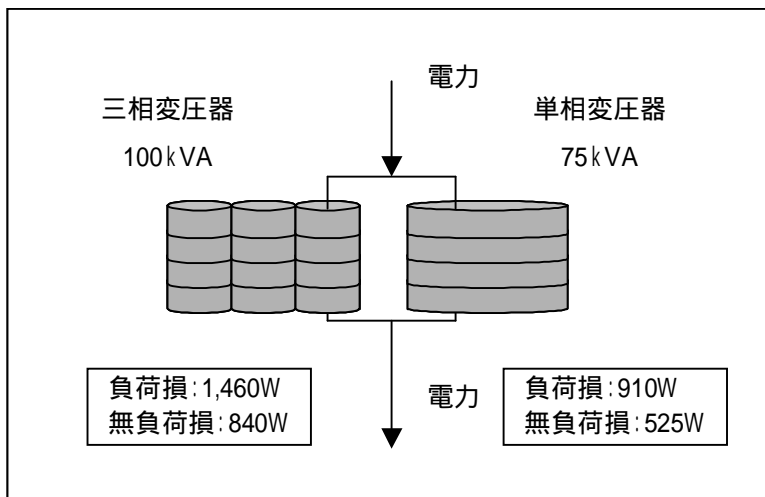 電力
三相変圧器
100kVA
単相変圧器
75kVA
負荷損:1,460W
無負荷損:840W
電力
負荷損:910W
無負荷損:525W